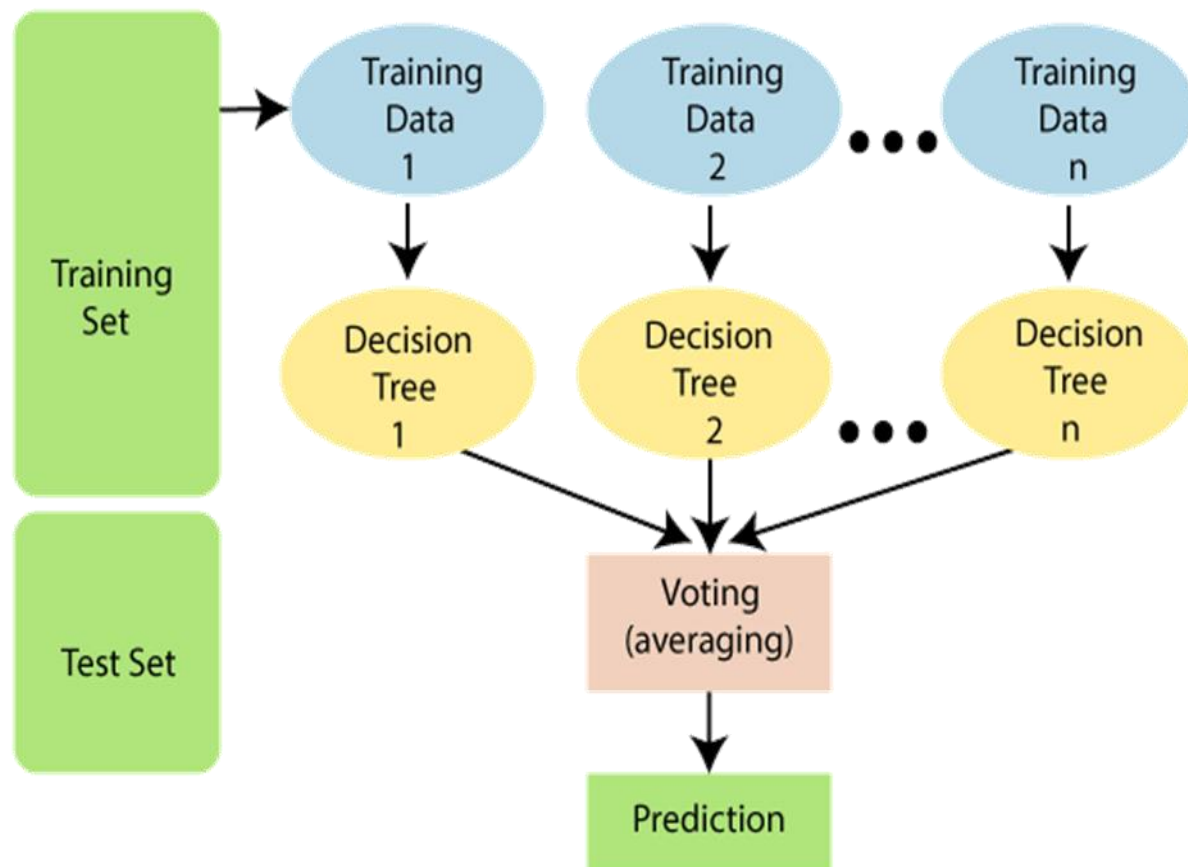 Training
Set
Test Set
Training
Data
1
Training
Data
2
Training
Data
n
Decision
Tree
1
Decision
Tree
2
Decision
Tree
n
Voting
(averaging)
Prediction